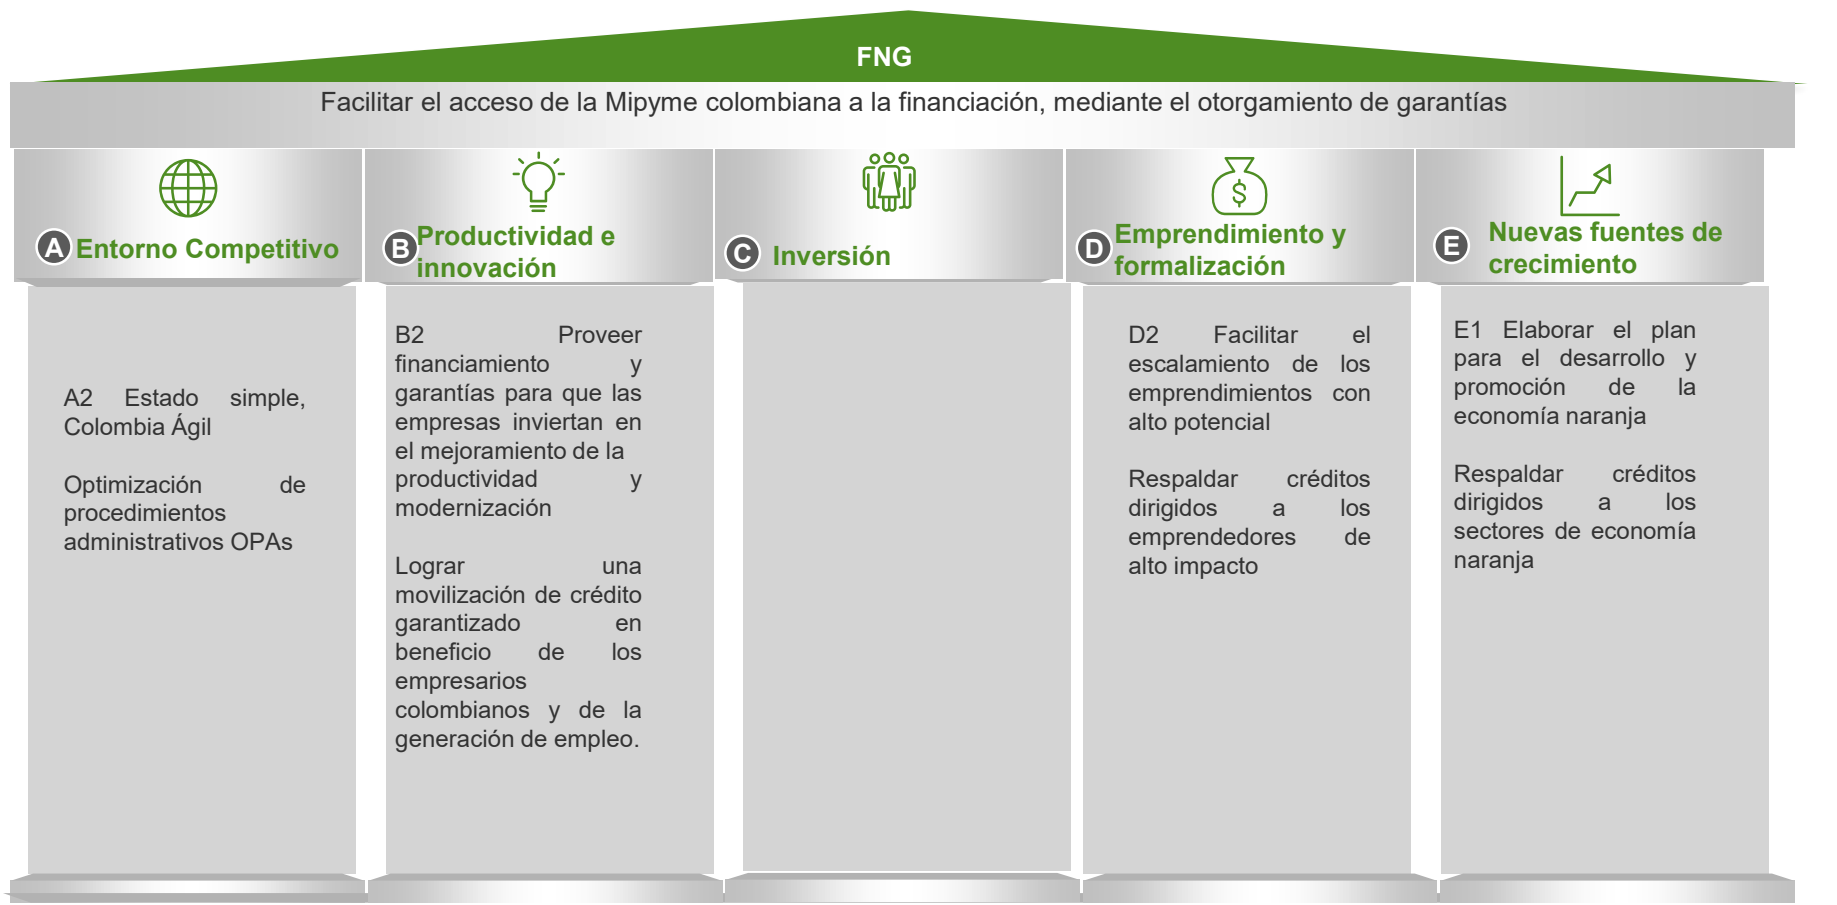 FNG
Facilitar el acceso de la Mipyme colombiana a la financiación, mediante el otorgamiento de garantías
A Entorno Competitivo
B Productividad e
innovación
C Inversión
$
D Emprendimiento y
formalización
E Nuevas fuentes de
crecimiento
A2 Estado simple,
Colombia Ágil
Optimización de
procedimientos
administrativos OPAs
B2 Proveer
financiamiento y
garantías para que las
empresas inviertan en
el mejoramiento de la
productividad y
modernización
Lograr una
movilización de crédito
garantizado en
beneficio de los
empresarios
colombianos y de la
generación de empleo.
D2 Facilitar el
escalamiento de los
emprendimientos con
alto potencial
Respaldar créditos
dirigidos a los
emprendedores de
alto impacto
E1 Elaborar el plan
para el desarrollo y
promoción de la
economía naranja
Respaldar créditos
dirigidos a los
sectores de economía
naranja